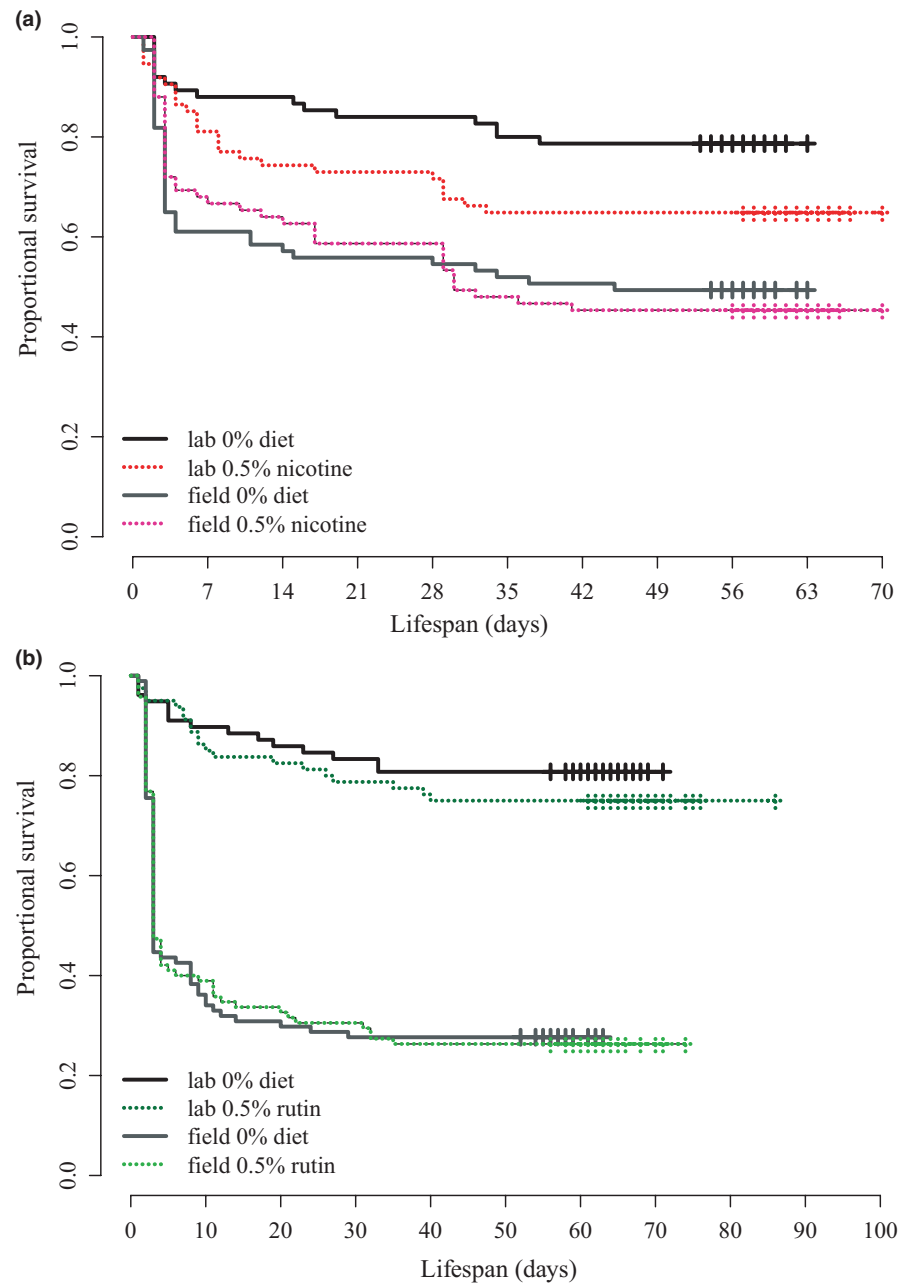 (a)
1.0
0.8
0.6
0.4
0.2
0.0
Proportional survival
lab 0% diet
lab 0.5% nicotine
field 0% diet
field 0.5% nicotine
0 7 14 21 28 35 42 49 56 63 70
Lifespan (days)
(b)
1.0
0.8
0.6
0.4
0.2
0.0
Proportional survival
lab 0% diet
lab 0.5% rutin
field 0% diet
field 0.5% rutin
0 10 20 30 40 50 60 70 80 90 100
Lifespan (days)